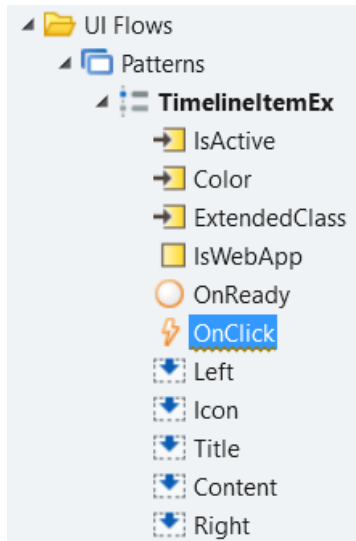 UI Flows
Patterns
TimelineItemEx
IsActive
Color
ExtendedClass
IsWebApp
OnReady
OnClick
Left
Icon
Title
Content
Right